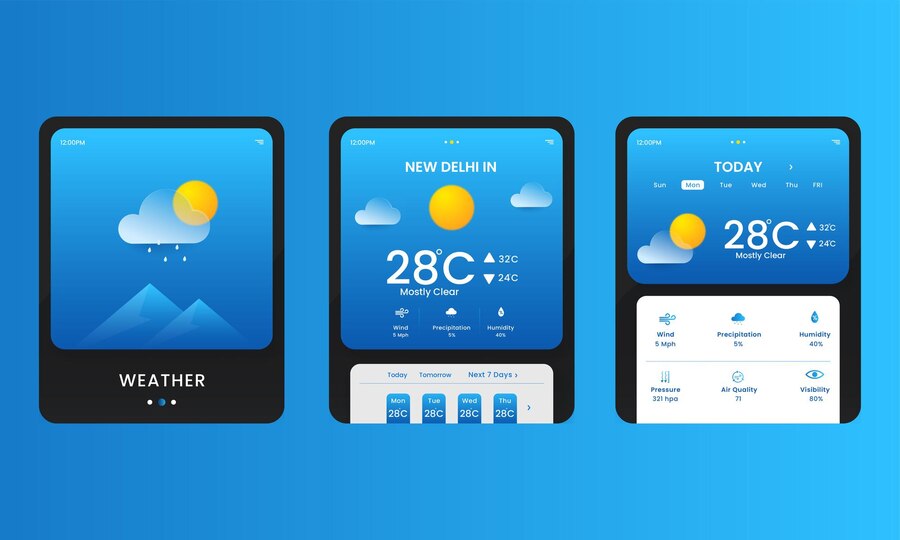 12:00PM
WEATHER
12:00PM
NEW DELHI IN
28°C
32C
24C
Mostly Clear
Wind Precipitation Humidity
5 Mph 5% 40%
Today Tomorrow Next 7 Days ›
Mon Tue Wed Thu
28C 28C 28C 28C ›
12:00PM
TODAY ›
Sun Mon Tue Wed Thu FRI
28°C
32°C
24°C
Mostly Clear
Wind Precipitation Humidity
5 Mph 5% 40%
Pressure Air Quality Visibility
321 hpa 71 80%